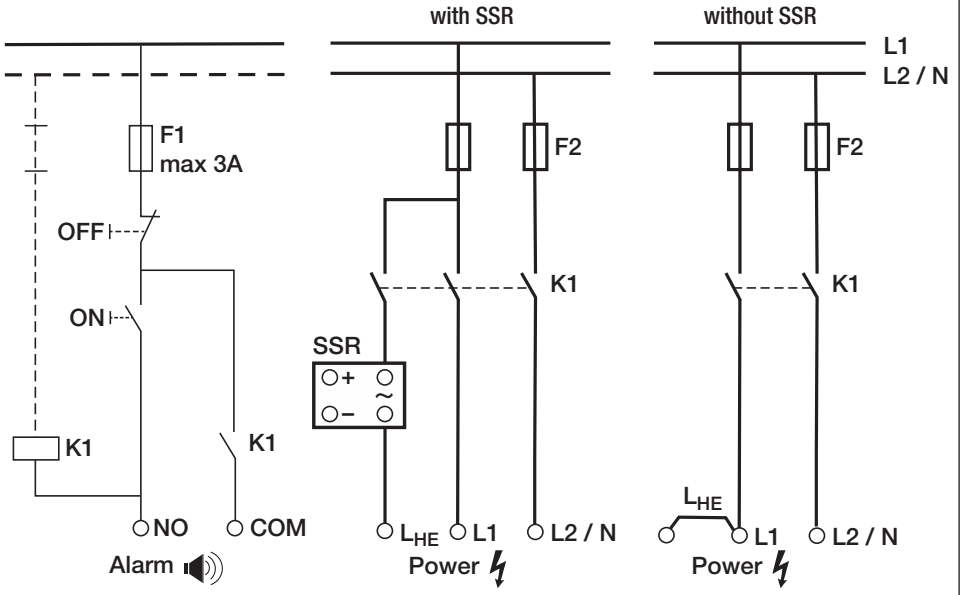 with SSR
without SSR
L1
L2 / N
F1
max 3A
F2
F2
OFF
ON
K1
K1
SSR
+
~
−
K1
K1
LHE
NO
COM
LHE
L1
L2 / N
L1
L2 / N
Alarm
Power
Power